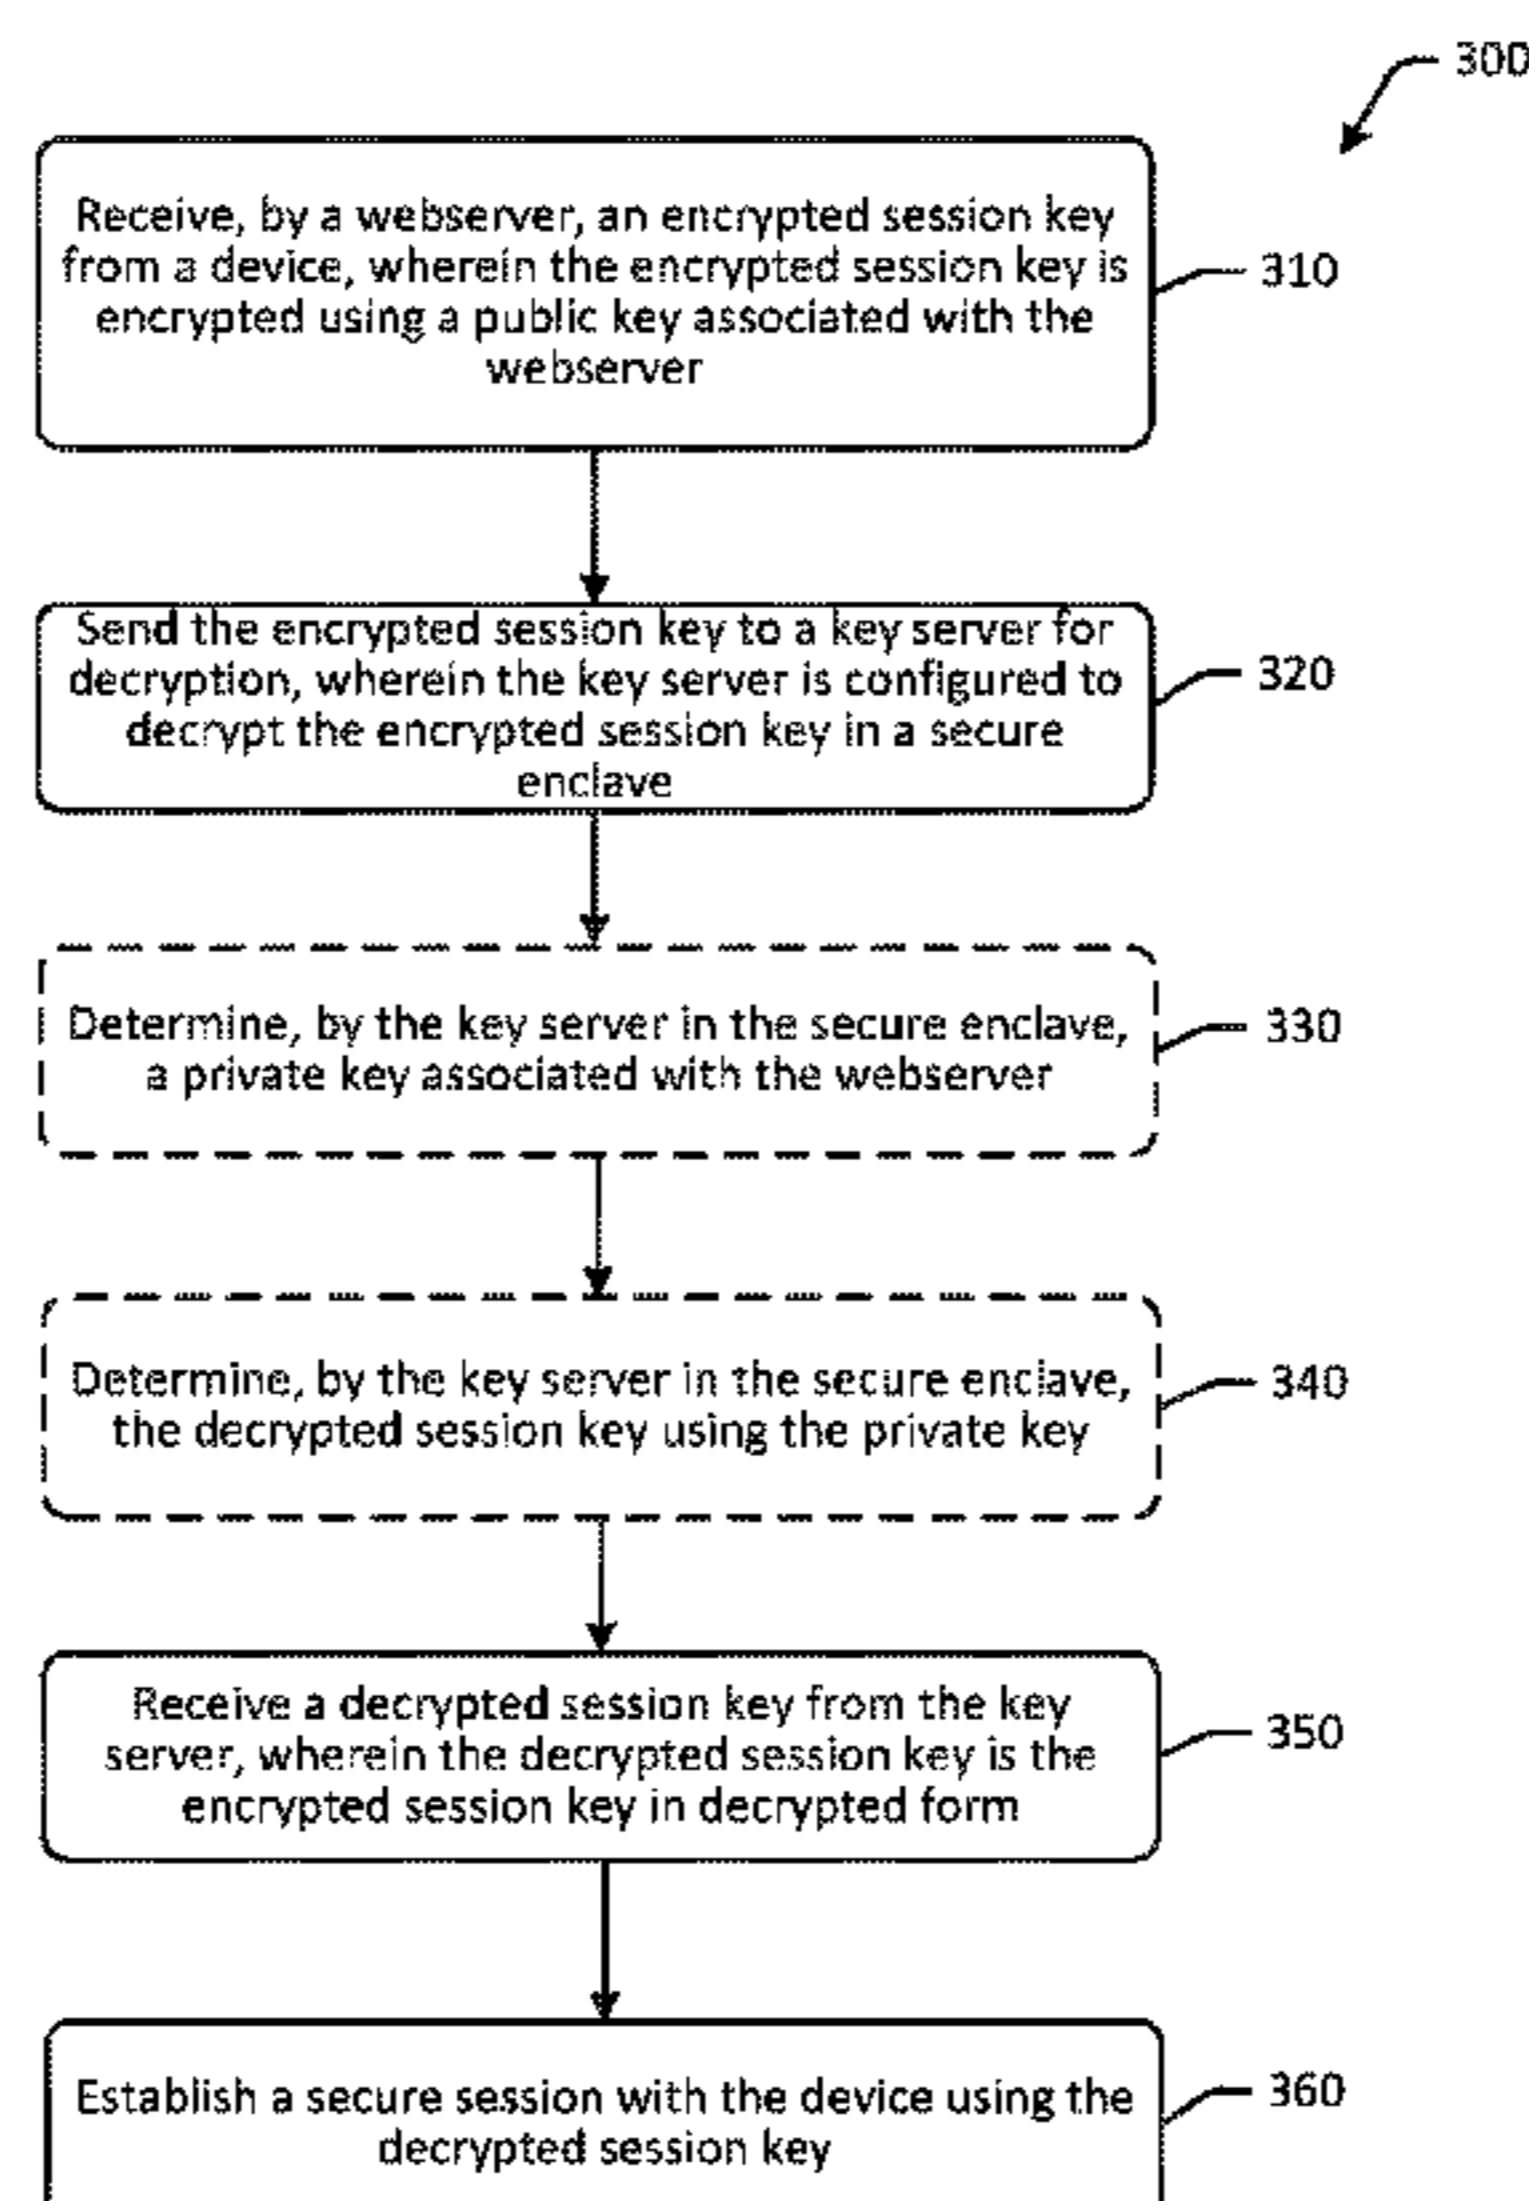 300
Receive, by a webserver, an encrypted session key
from a device, wherein the encrypted session key is
encrypted using a public key associated with the
webserver
310
Send the encrypted session key to a key server for
decryption, wherein the key server is configured to
decrypt the encrypted session key in a secure
enclave
320
Determine, by the key server in the secure enclave,
a private key associated with the webserver
330
Determine, by the key server in the secure enclave,
the decrypted session key using the private key
340
Receive a decrypted session key from the key
server, wherein the decrypted session key is the
encrypted session key in decrypted form
350
Establish a secure session with the device using the
decrypted session key
360